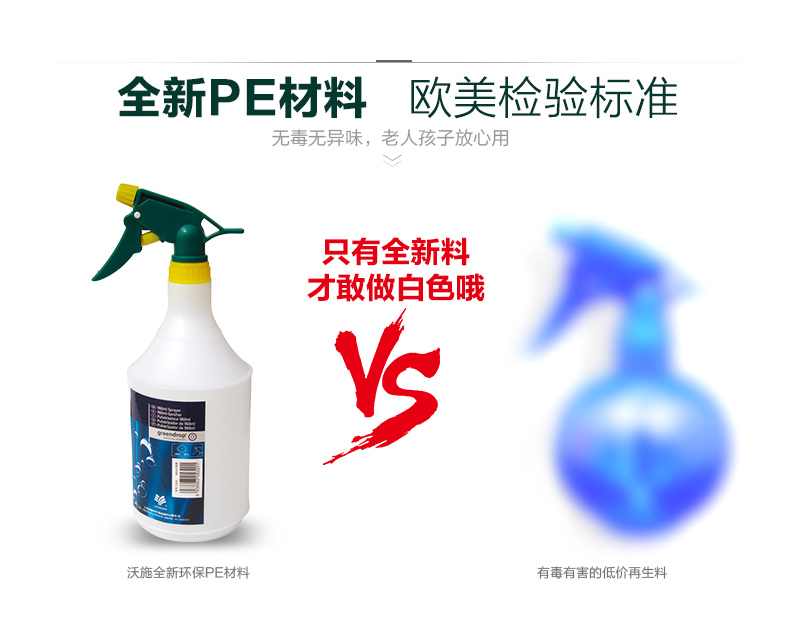 全新PE材料 欧美检验标准
无毒无异味，老人孩子放心用
只有全新料
才敢做白色哦
VS
960ml Sprayer
greendrop
沃施全新环保PE材料
有毒有害的低价再生料